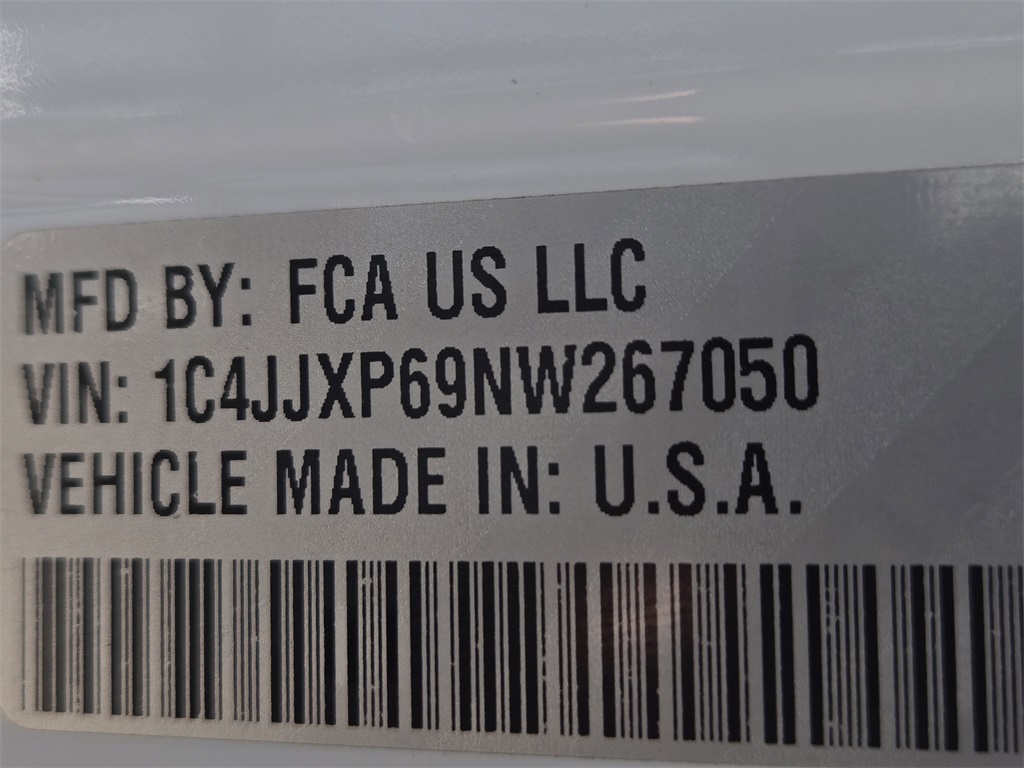 MFD BY: FCA US LLC
VIN: 1C4JJXP69NW267050
VEHICLE MADE IN: U.S.A.